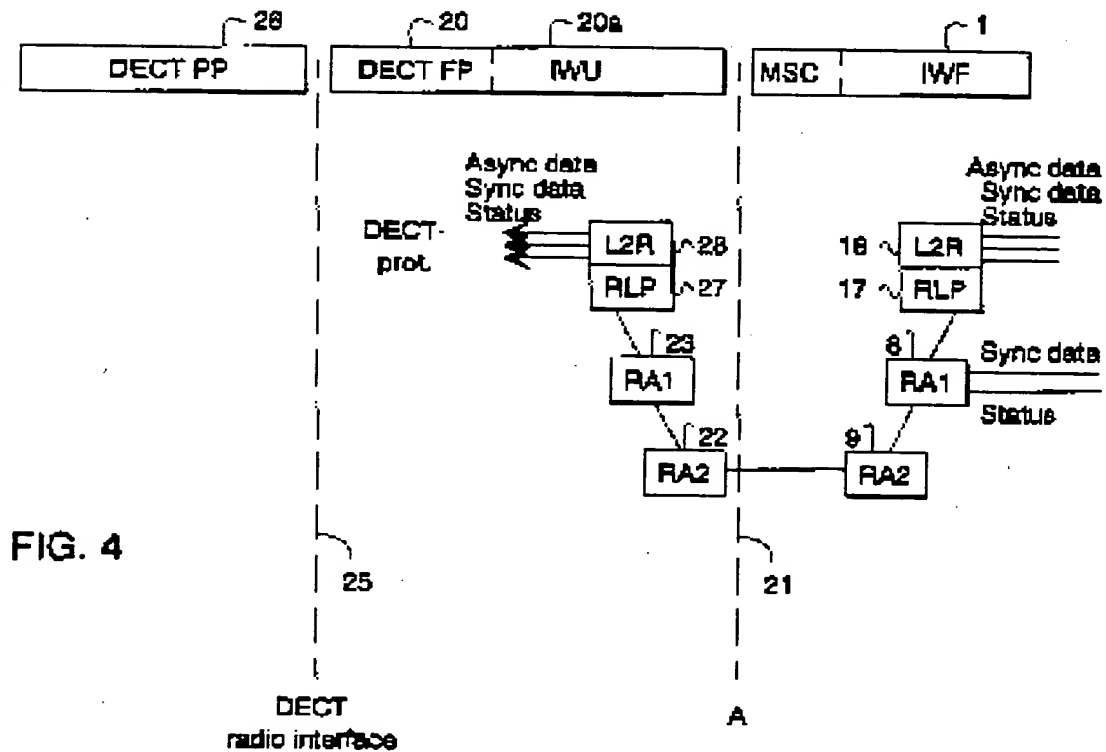 26 20 20a 1
DECT PP DECT FP IWU MSC IWF
Async data
Sync data
Status
DECT-
prot.
L2R 28
RLP 27
23
RA1
22
RA2
Async data
Sync data
Status
18 L2R
17 RLP
8 Sync data
RA1
Status
9
RA2
FIG. 4
25
21
DECT
radio interface
A